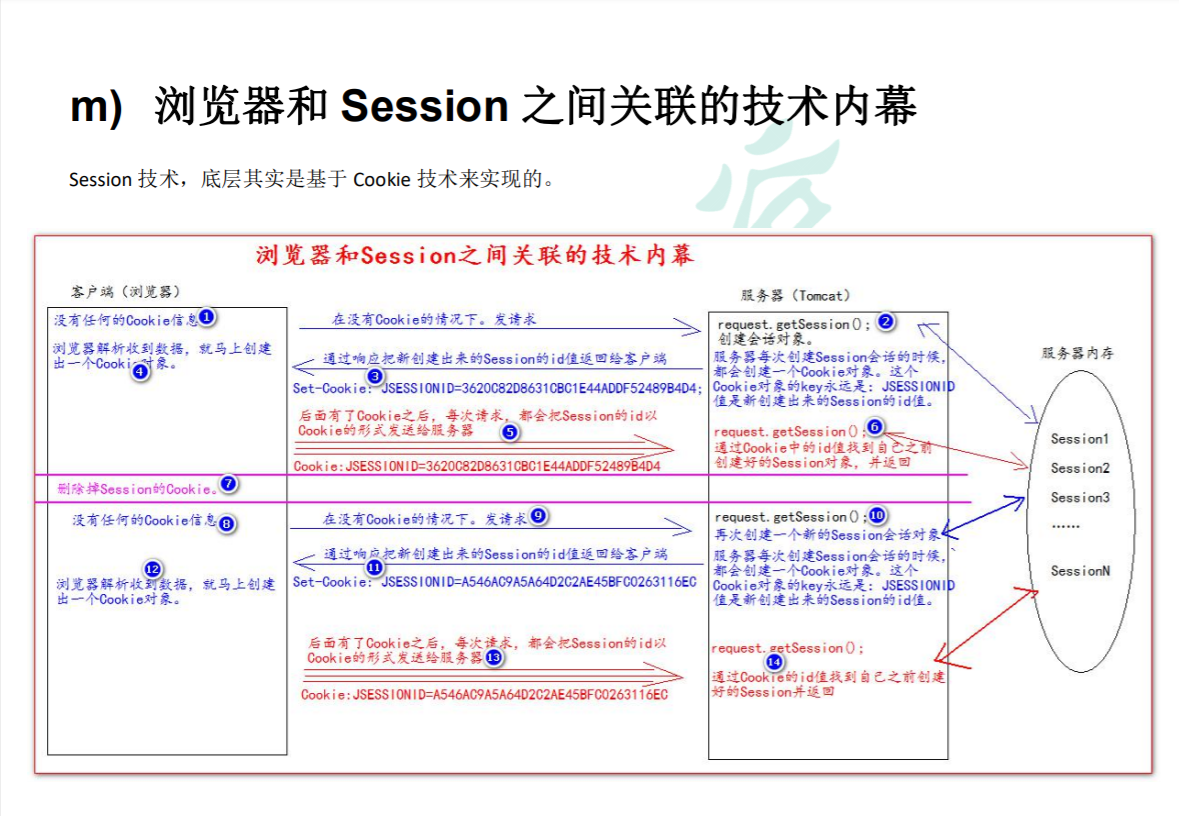 m) 浏览器和 Session 之间关联的技术内幕
Session 技术，底层其实是基于 Cookie 技术来实现的。
浏览器和Session之间关联的技术内幕
客户端（浏览器）
服务器（Tomcat）
服务器内存
没有任何的Cookie信息
1
浏览器解析收到数据，就马上创建
出一个Cookie对象。
4
在没有Cookie的情况下。发请求
通过响应把新创建出来的Session的id值返回给客户端
3
Set-Cookie: JSESSIONID=3620C82D8631CBC1E44ADDF52489B4D4;
后面有了Cookie之后，每次请求，都会把Session的id以
Cookie的形式发送给服务器
5
Cookie:JSESSIONID=3620C82D8631CBC1E44ADDF52489B4D4
request.getSession();
2
创建会话对象。
服务器每次创建Session会话的时候，
都会创建一个Cookie对象。这个
Cookie对象的key永远是：JSESSIONID
值是新创建出来的Session的id值。
request.getSession();
6
通过Cookie中的id值找到自己之前
创建好的Session对象，并返回
Session1
Session2
Session3
......
SessionN
删除掉Session的Cookie。
7
没有任何的Cookie信息
8
12
浏览器解析收到数据，就马上创建
出一个Cookie对象。
在没有Cookie的情况下。发请求
9
通过响应把新创建出来的Session的id值返回给客户端
11
Set-Cookie: JSESSIONID=A546AC9A5A64D2C2AE45BFC0263116EC
后面有了Cookie之后，每次请求，都会把Session的id以
Cookie的形式发送给服务器
13
Cookie:JSESSIONID=A546AC9A5A64D2C2AE45BFC0263116EC
request.getSession();
10
再次创建一个新的Session会话对象
服务器每次创建Session会话的时候，
都会创建一个Cookie对象。这个
Cookie对象的key永远是：JSESSIONID
值是新创建出来的Session的id值。
request.getSession();
14
通过Cookie的id值找到自己之前创建
好的Session并返回